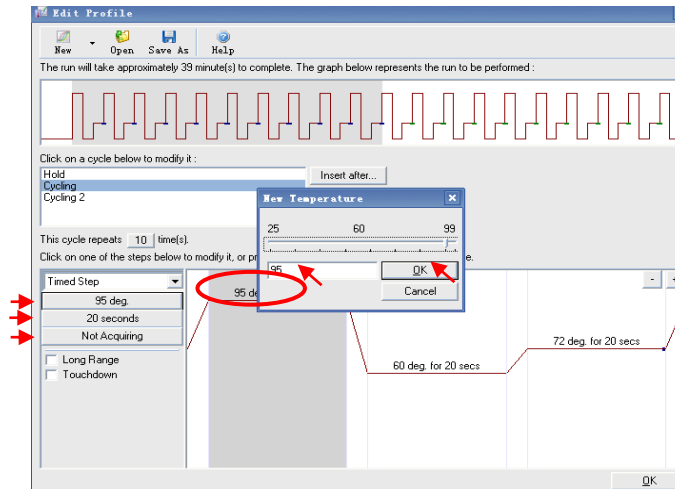 Edit Profile
New Open Save As Help
The run will take approximately 39 minute(s) to complete. The graph below represents the run to be performed :
Click on a cycle below to modify it :
Hold
Cycling
Cycling 2
Insert after...
New Temperature
25 60 99
95
OK
Cancel
This cycle repeats 10 time(s).
Click on one of the steps below to modify it, or
Timed Step
95 deg.
20 seconds
Not Acquiring
Long Range
Touchdown
95
60 deg. for 20 secs
72 deg. for 20 secs
- +
OK